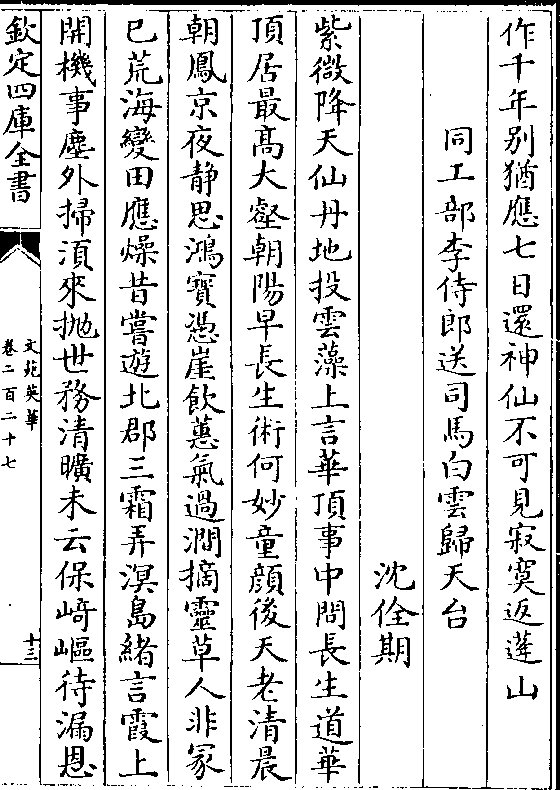 作千年别猶應七日還神仙不可見寂寞返蓬山
同工部李侍郎送司馬白雲歸天台
沈佺期
紫微降天仙丹地投雲藻上言華頂事中問長生道華
頂居最高大壑朝陽早長生術何妙童顔後天老清晨
朝鳳京夜静思鴻寶憑崖飲蕙氣過澗摘靈草人非冢
已荒海變田應燥昔嘗遊北郡三霜弄溟島緒言霞上
開機事塵外掃湏來抛世務清曠未云保崎嶇待漏恩
欽定四庫全書
文苑英華
卷二百二十七
十三